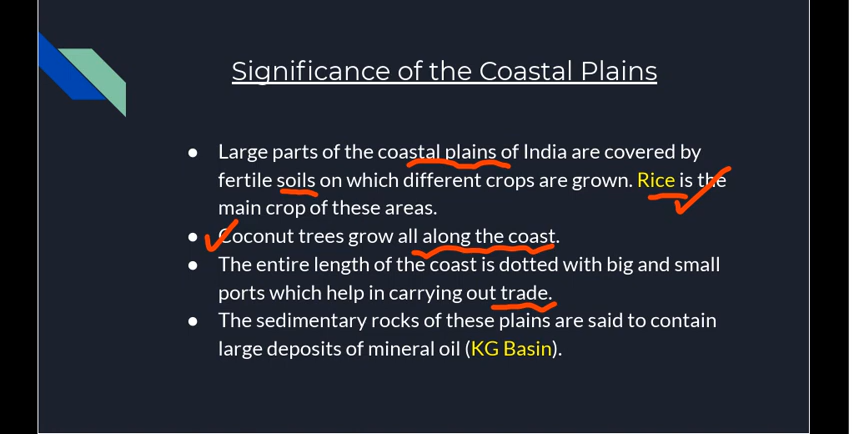 Significance of the Coastal Plains
● Large parts of the coastal plains of India are covered by
fertile soils on which different crops are grown. Rice is the
main crop of these areas.
● Coconut trees grow all along the coast.
● The entire length of the coast is dotted with big and small
ports which help in carrying out trade.
● The sedimentary rocks of these plains are said to contain
large deposits of mineral oil (KG Basin).